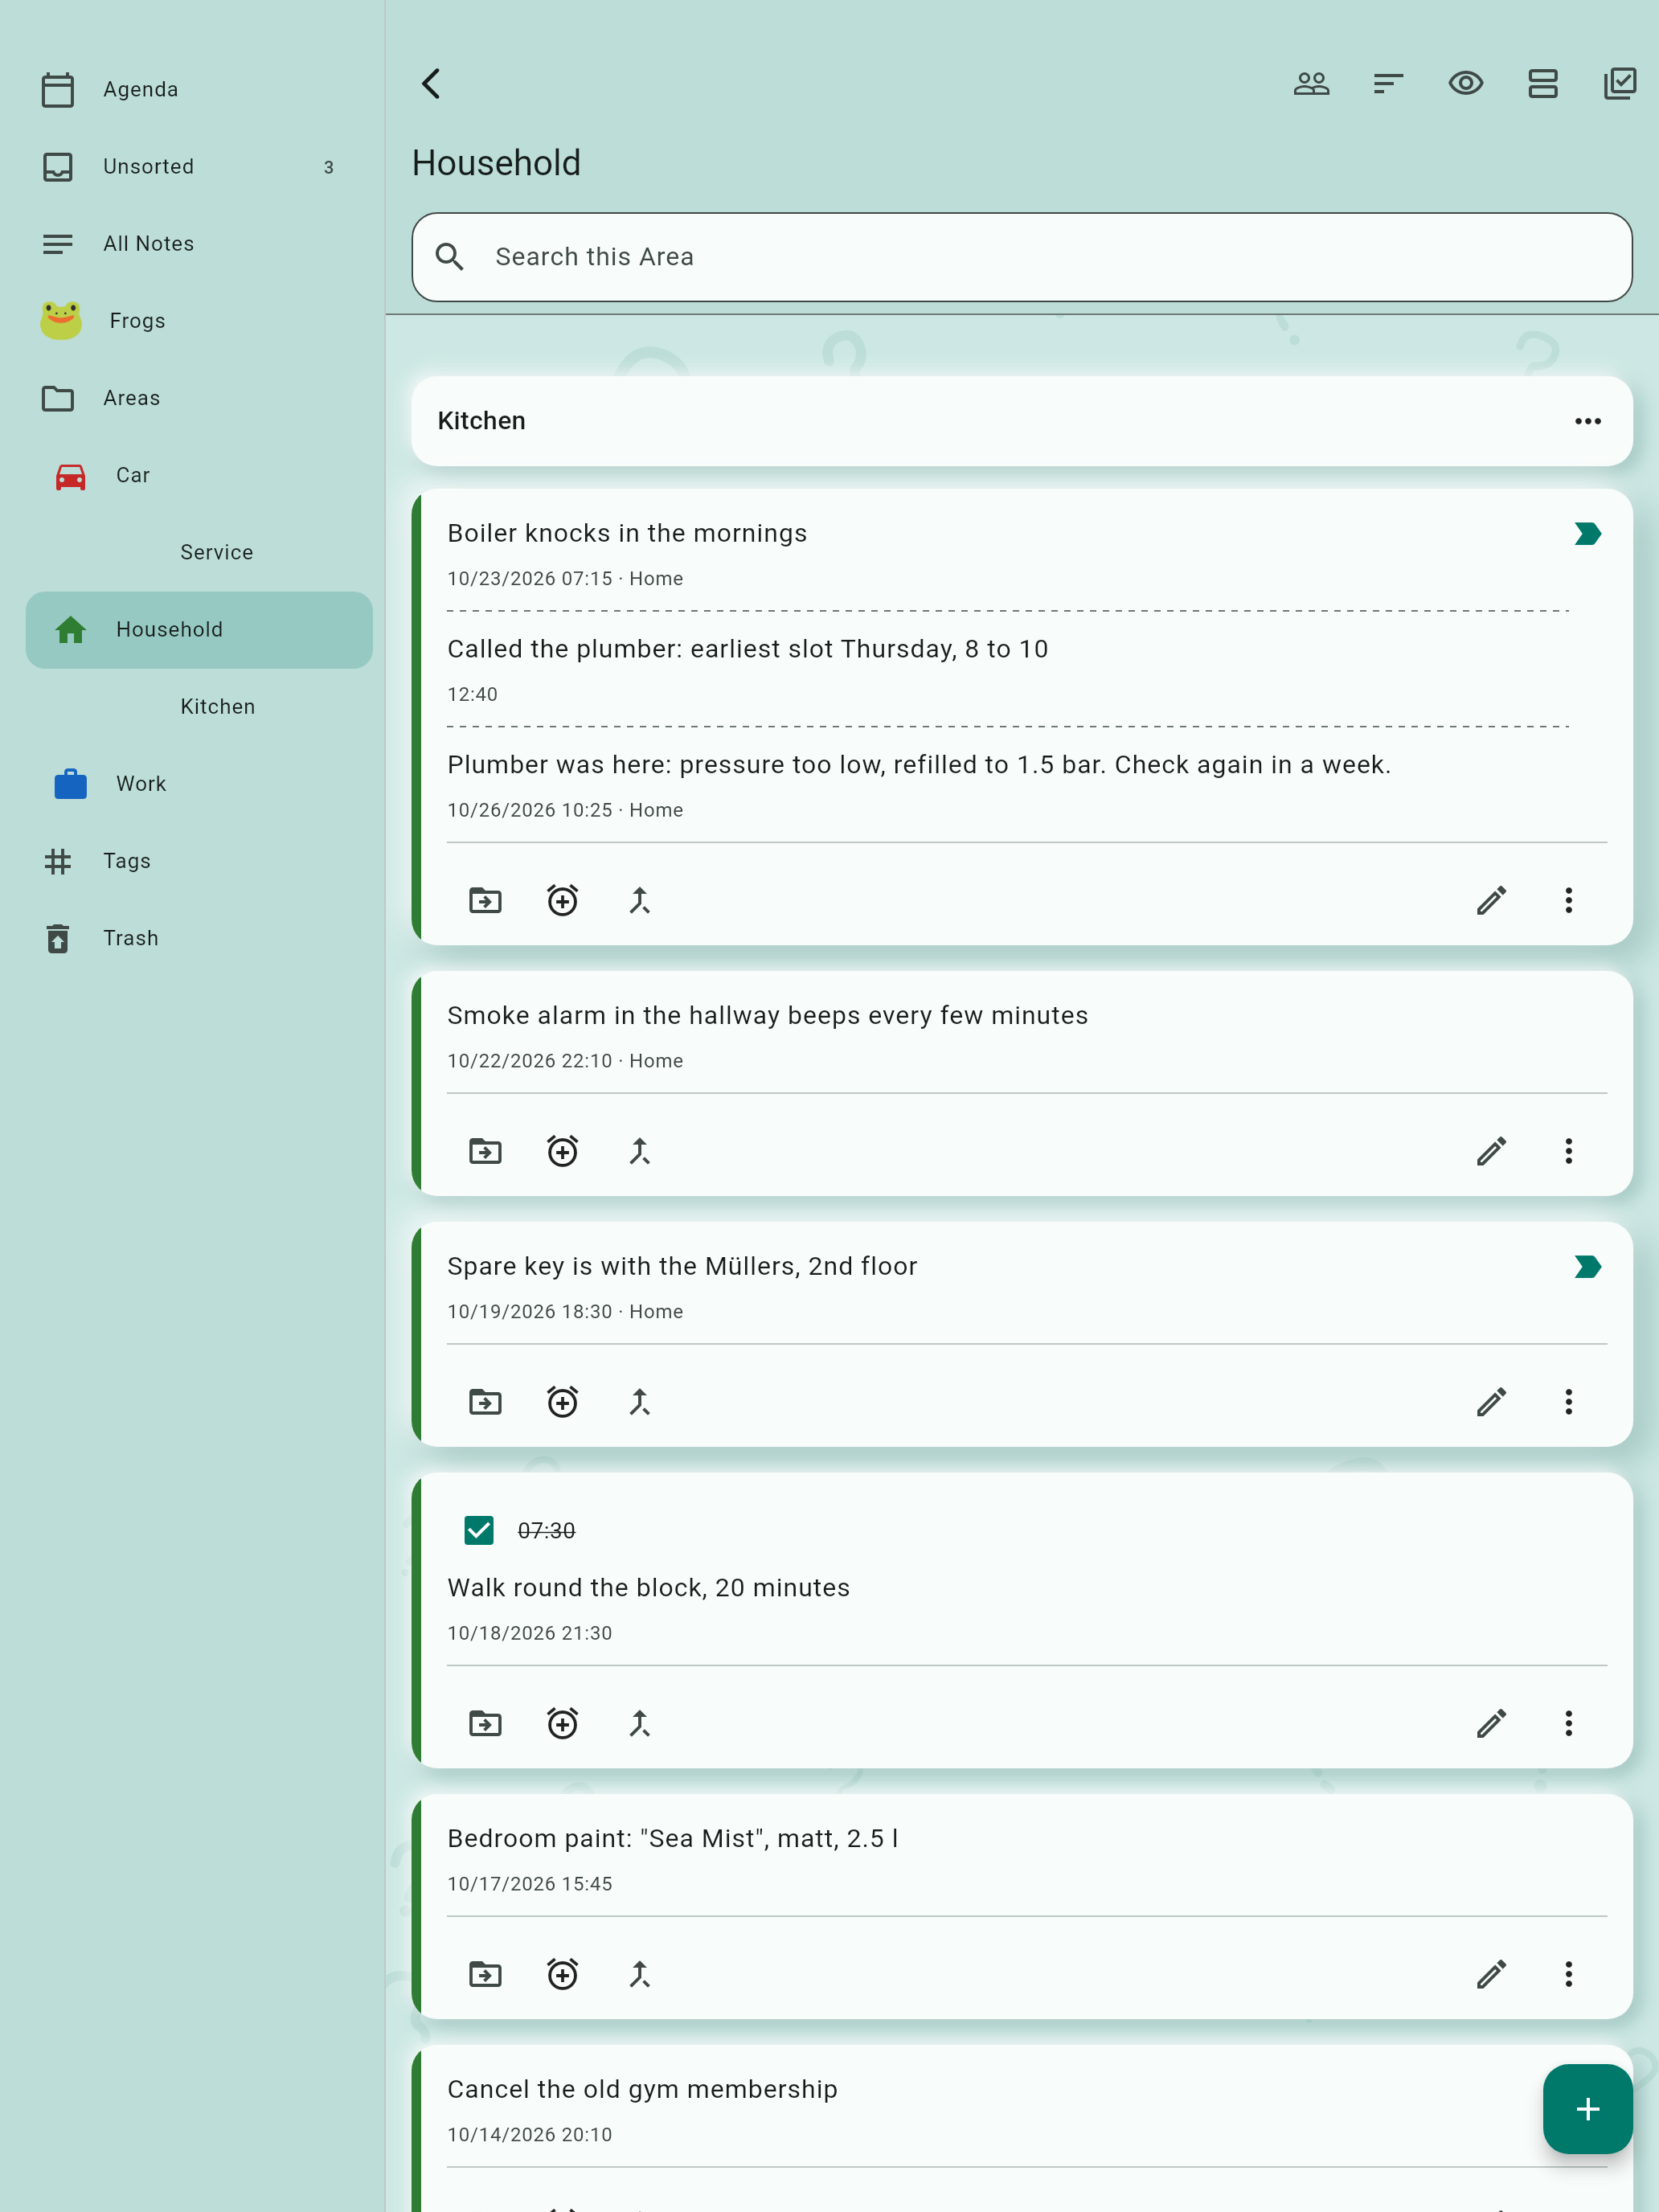 Agenda
Unsorted 3
All Notes
Frogs
Areas
Car
Service
Household
Kitchen
Work
Tags
Trash
Household
Search this Area
Kitchen
Boiler knocks in the mornings
10/23/2026 07:15 · Home
Called the plumber: earliest slot Thursday, 8 to 10
12:40
Plumber was here: pressure too low, refilled to 1.5 bar. Check again in a week.
10/26/2026 10:25 · Home
Smoke alarm in the hallway beeps every few minutes
10/22/2026 22:10 · Home
Spare key is with the Müllers, 2nd floor
10/19/2026 18:30 · Home
07:30
Walk round the block, 20 minutes
10/18/2026 21:30
Bedroom paint: "Sea Mist", matt, 2.5 l
10/17/2026 15:45
Cancel the old gym membership
10/14/2026 20:10